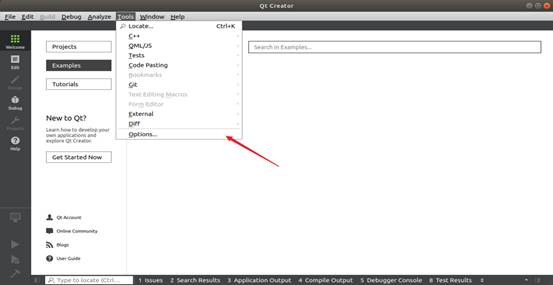 Qt Creator
File Edit Build Debug Analyze Tools Window Help
Welcome
Edit
Design
Debug
Projects
Help
Projects
Examples
Tutorials
New to Qt?
Learn how to develop your
own applications and
explore Qt Creator.
Get Started Now
Qt Account
Online Community
Blogs
User Guide
Locate... Ctrl+K
C++
QML/JS
Tests
Code Pasting
Bookmarks
Git
Text Editing Macros
Form Editor
External
Diff
Options...
Search in Examples...
Type to locate (Ctrl... 1 Issues 2 Search Results 3 Application Output 4 Compile Output 5 Debugger Console 8 Test Results